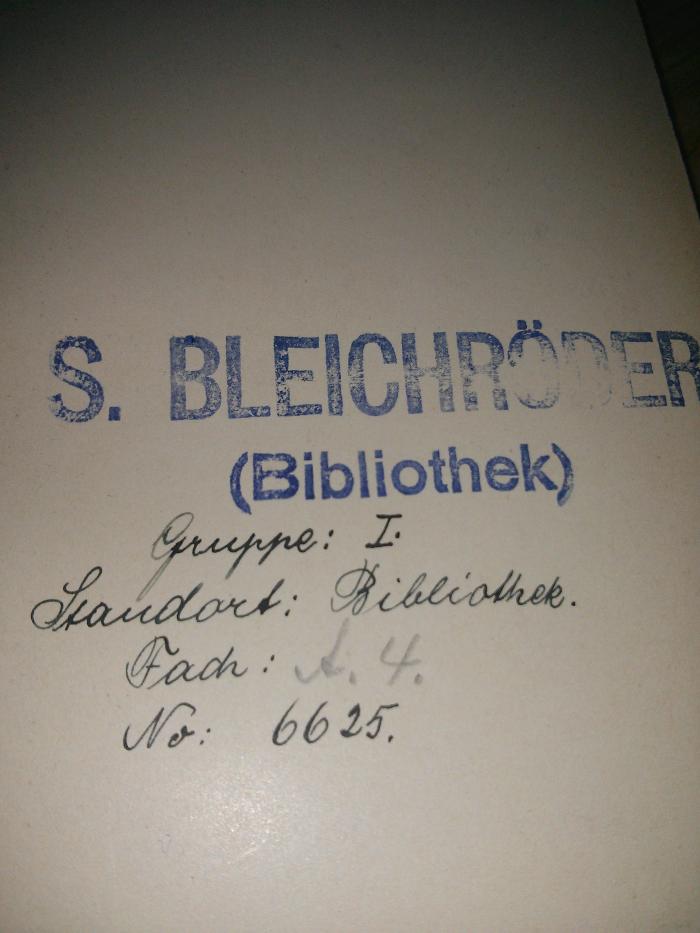 S. BLEICHRÖDER
(Bibliothek)
Gruppe: I.
Standort: Bibliothek.
Fach: A. 4.
No: 6625.